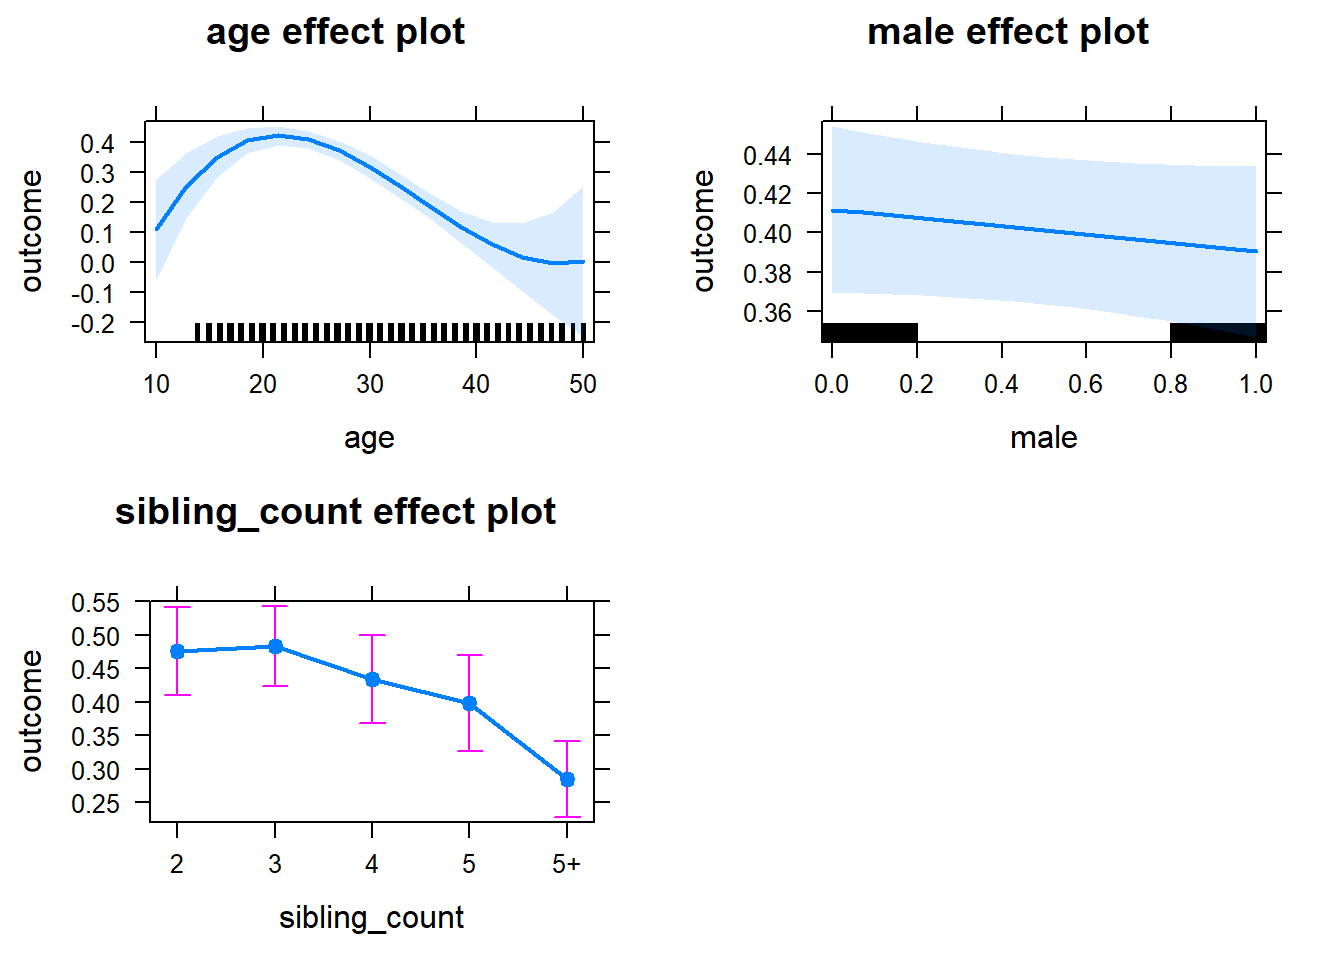 age effect plot
outcome
0.4
0.3
0.2
0.1
0.0
-0.1
-0.2
10 20 30 40 50
age
male effect plot
outcome
0.44
0.42
0.40
0.38
0.36
0.0 0.2 0.4 0.6 0.8 1.0
male
sibling_count effect plot
outcome
0.55
0.50
0.45
0.40
0.35
0.30
0.25
2 3 4 5 5+
sibling_count